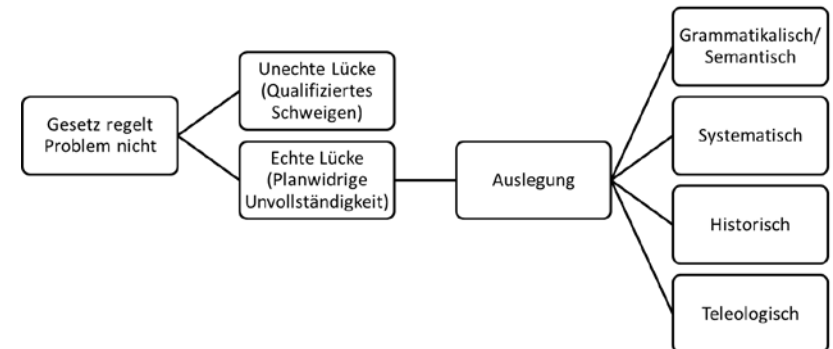 Gesetz regelt
Problem nicht
Unechte Lücke
(Qualifiziertes
Schweigen)
Echte Lücke
(Planwidrige
Unvollständigkeit)
Auslegung
Grammatikalisch/
Semantisch
Systematisch
Historisch
Teleologisch